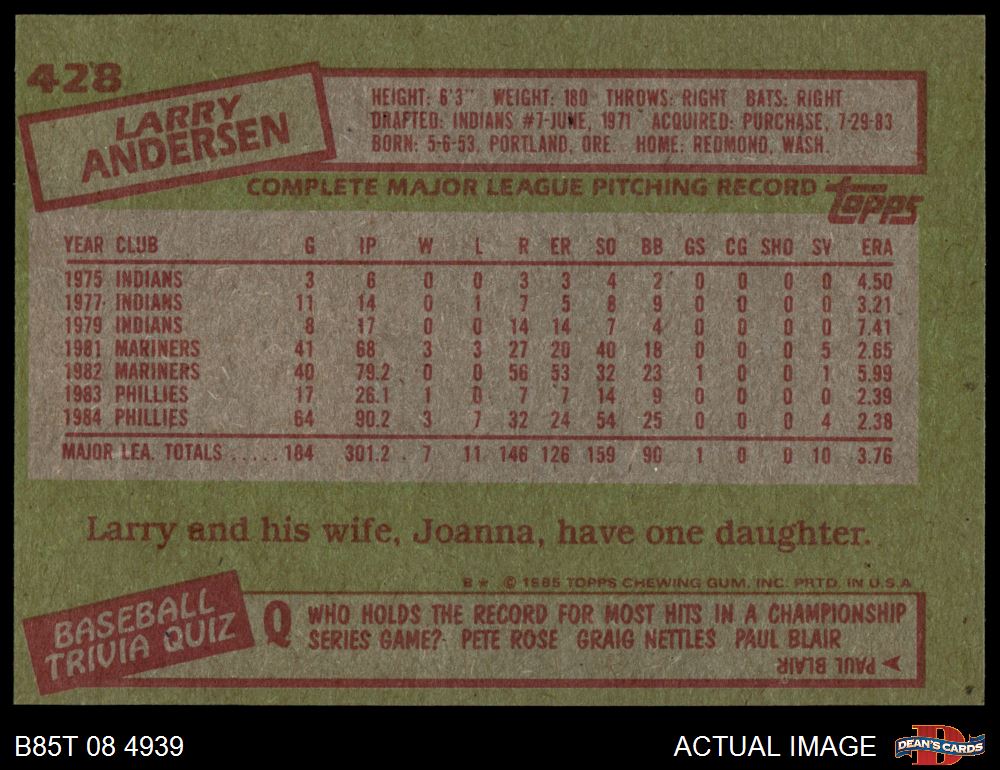 428
LARRY
ANDERSEN
HEIGHT: 6'3" WEIGHT: 180 THROWS: RIGHT BATS: RIGHT
DRAFTED: INDIANS #7-JUNE, 1971 ACQUIRED: PURCHASE, 7-29-83
BORN: 5-6-53, PORTLAND, ORE. HOME: REDMOND, WASH.
COMPLETE MAJOR LEAGUE PITCHING RECORD topps
YEAR CLUB G IP W L R ER SO BB GS CG SHO SV ERA
1975 INDIANS 3 6 0 0 3 3 4 2 0 0 0 0 4.50
1977 INDIANS 11 14 0 1 7 5 8 9 0 0 0 0 3.21
1979 INDIANS 8 17 0 0 14 14 7 4 0 0 0 0 7.41
1981 MARINERS 41 68 3 3 27 20 40 18 0 0 0 5 2.65
1982 MARINERS 40 79.2 0 0 56 53 32 23 1 0 0 1 5.99
1983 PHILLIES 17 26.1 1 0 7 7 14 9 0 0 0 0 2.39
1984 PHILLIES 64 90.2 3 7 32 24 54 25 0 0 0 4 2.38
MAJOR LEA. TOTALS ..... 184 301.2 7 11 146 126 159 90 1 0 0 10 3.76
Larry and his wife, Joanna, have one daughter.
B* © 1985 TOPPS CHEWING GUM, INC. PRTD. IN U.S.A.
BASEBALL
TRIVIA QUIZ
Q WHO HOLDS THE RECORD FOR MOST HITS IN A CHAMPIONSHIP
SERIES GAME? PETE ROSE GRAIG NETTLES PAUL BLAIR
PAUL BLAIR
B85T 08 4939
ACTUAL IMAGE
DEAN'S CARDS